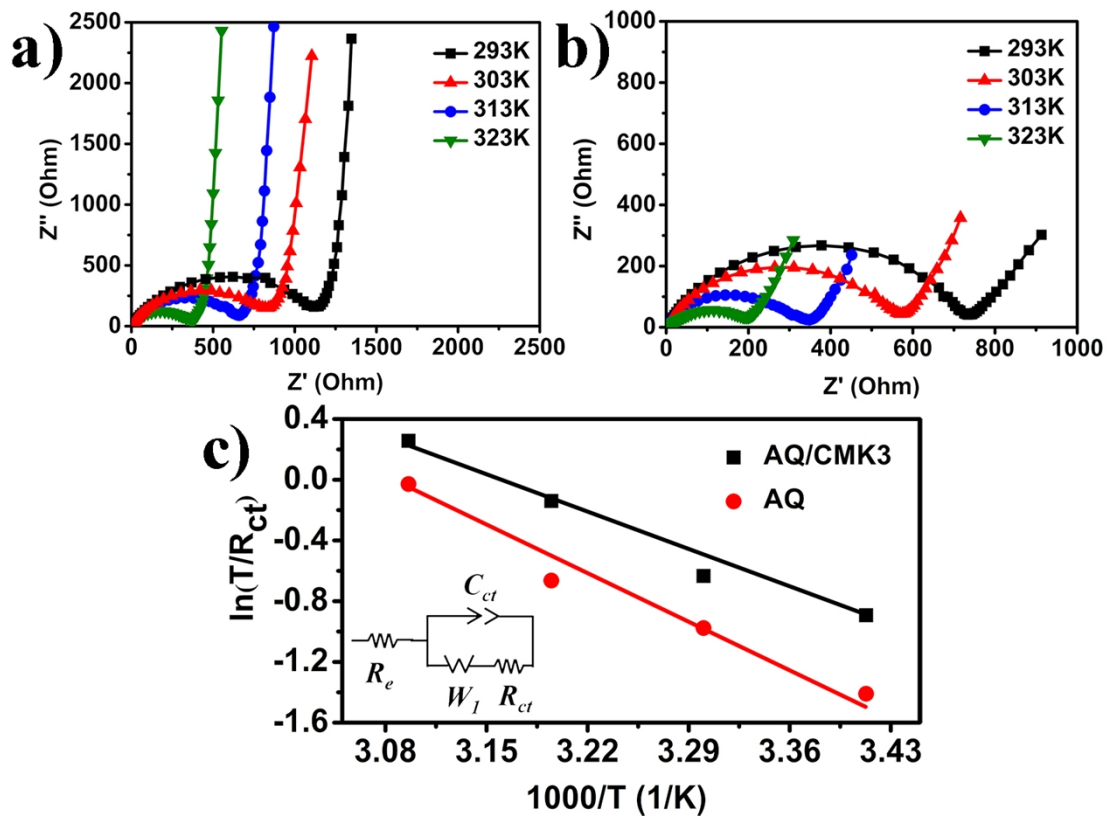 a)
2500
2000
1500
1000
500
0
0 500 1000 1500 2000 2500
Z'' (Ohm)
Z' (Ohm)
293K
303K
313K
323K
b)
1000
800
600
400
200
0
0 200 400 600 800 1000
Z'' (Ohm)
Z' (Ohm)
293K
303K
313K
323K
c)
0.4
0.0
-0.4
-0.8
-1.2
-1.6
3.08 3.15 3.22 3.29 3.36 3.43
ln(T/Rct)
1000/T (1/K)
AQ/CMK3
AQ
Cct
Re
W1
Rct